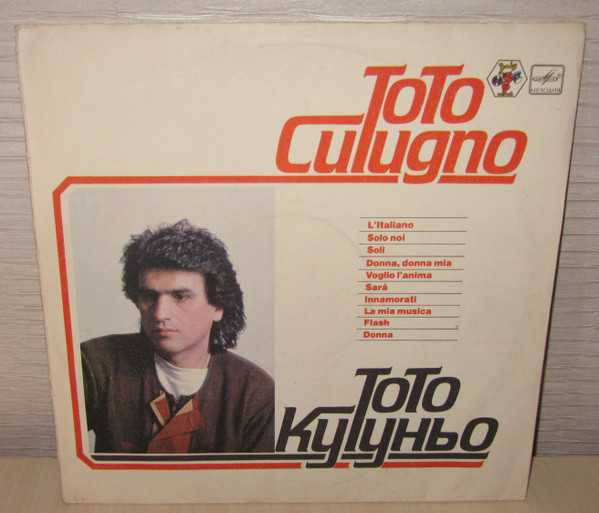 Toto
Cutugno
МЕЛОДИЯ
L'Italiano
Solo noi
Soli
Donna, donna mia
Voglio l'anima
Sarà
Innamorati
La mia musica
Flash
Donna
Тото
Кутуньо